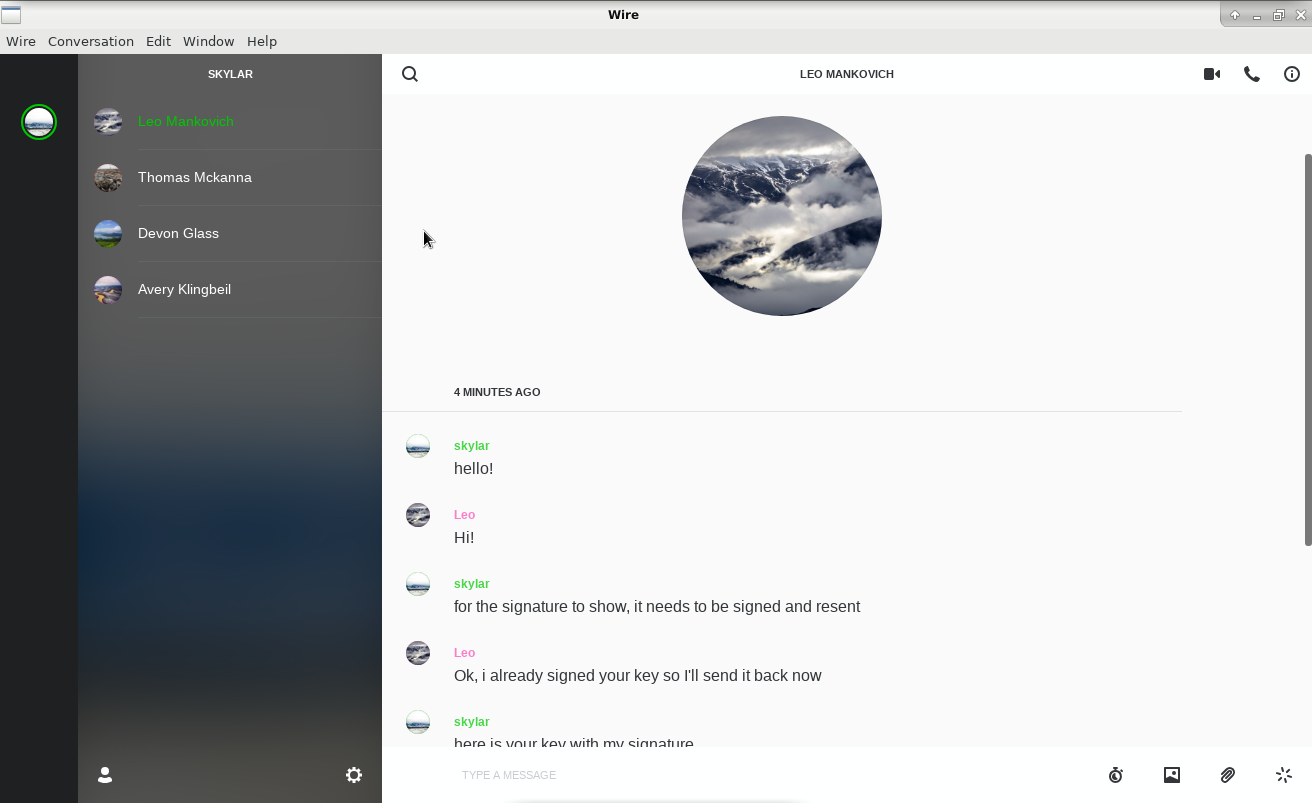 Wire
Wire Conversation Edit Window Help
SKYLAR
Leo Mankovich
Thomas Mckanna
Devon Glass
Avery Klingbeil
LEO MANKOVICH
4 MINUTES AGO
skylar
hello!
Leo
Hi!
skylar
for the signature to show, it needs to be signed and resent
Leo
Ok, i already signed your key so I'll send it back now
skylar
here is your key with my signature
TYPE A MESSAGE